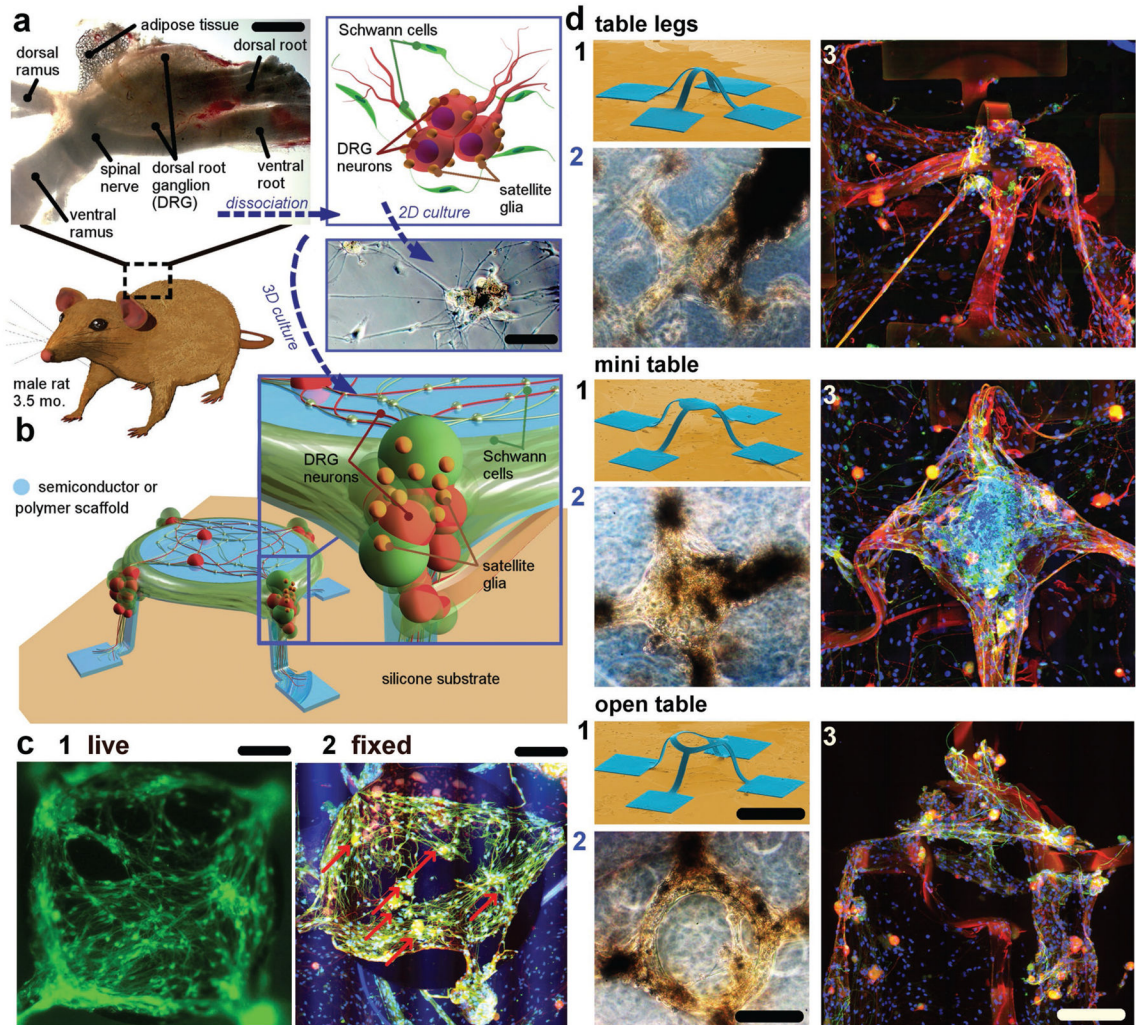 a
adipose tissue
dorsal root
dorsal
ramus
spinal
nerve
dorsal root
ganglion
(DRG)
ventral
root
ventral
ramus
dissociation
Schwann cells
DRG
neurons
satellite
glia
2D culture
3D culture
male rat
3.5 mo.
b
semiconductor or
polymer scaffold
DRG
neurons
Schwann
cells
satellite
glia
silicone substrate
c 1 live
2 fixed
d table legs
1
2
3
mini table
1
2
3
open table
1
2
3